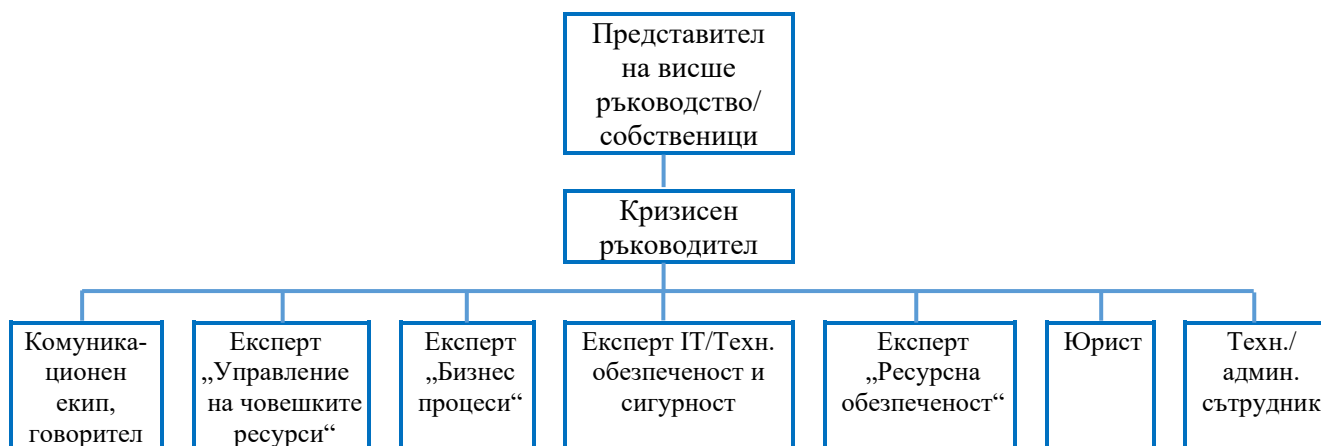 Представител
на висше
ръководство/
собственици
Кризисен
ръководител
Комуника-
ционен
екип,
говорител
Експерт
„Управление
на човешките
ресурси“
Експерт
„Бизнес
процеси“
Експерт IT/Техн.
обезпеченост и
сигурност
Експерт
„Ресурсна
обезпеченост“
Юрист
Техн./
админ.
сътрудник